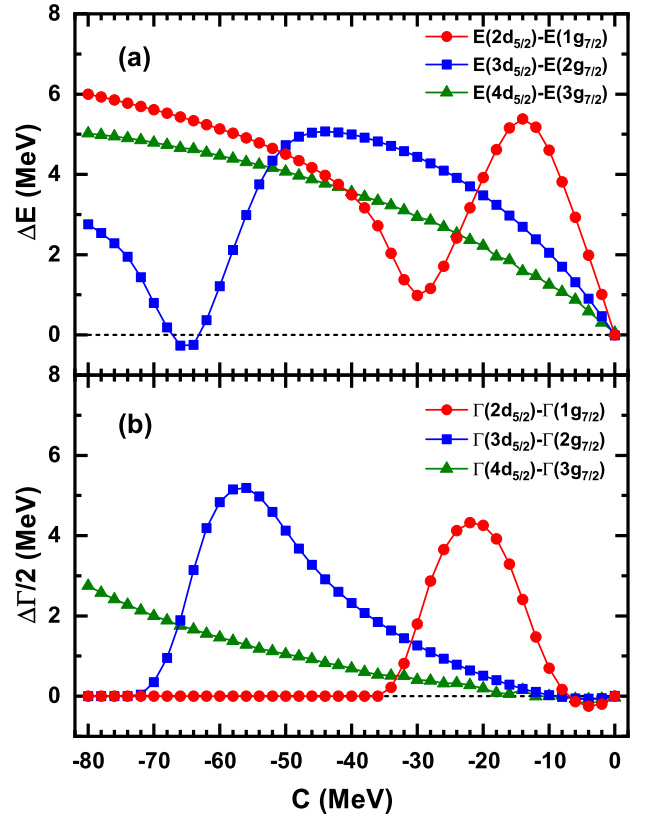 (a)
E(2d5/2)-E(1g7/2)
E(3d5/2)-E(2g7/2)
E(4d5/2)-E(3g7/2)
8
6
4
2
0
ΔE (MeV)
(b)
Γ(2d5/2)-Γ(1g7/2)
Γ(3d5/2)-Γ(2g7/2)
Γ(4d5/2)-Γ(3g7/2)
8
6
4
2
0
ΔΓ/2 (MeV)
-80 -70 -60 -50 -40 -30 -20 -10 0
C (MeV)